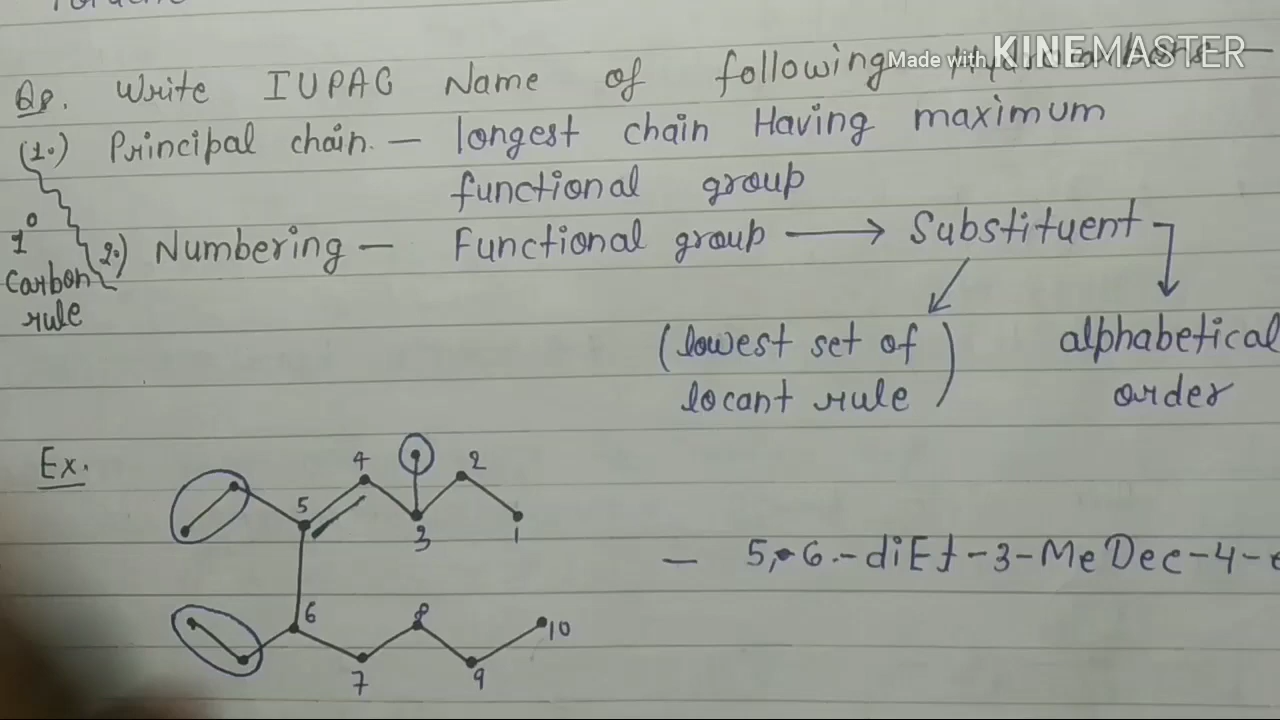 Made with KINEMASTER
Q8. Write IUPAC Name of following Hydrocarbons —
(1.) Principal chain. — longest chain Having maximum
functional group
1° carbon rule
2.) Numbering — Functional group → Substituent
(lowest set of locant rule)
alphabetical order
Ex.
5 4 3 2 1
6 7 8 9 10
— 5,6.-diEt-3-MeDec-4-e